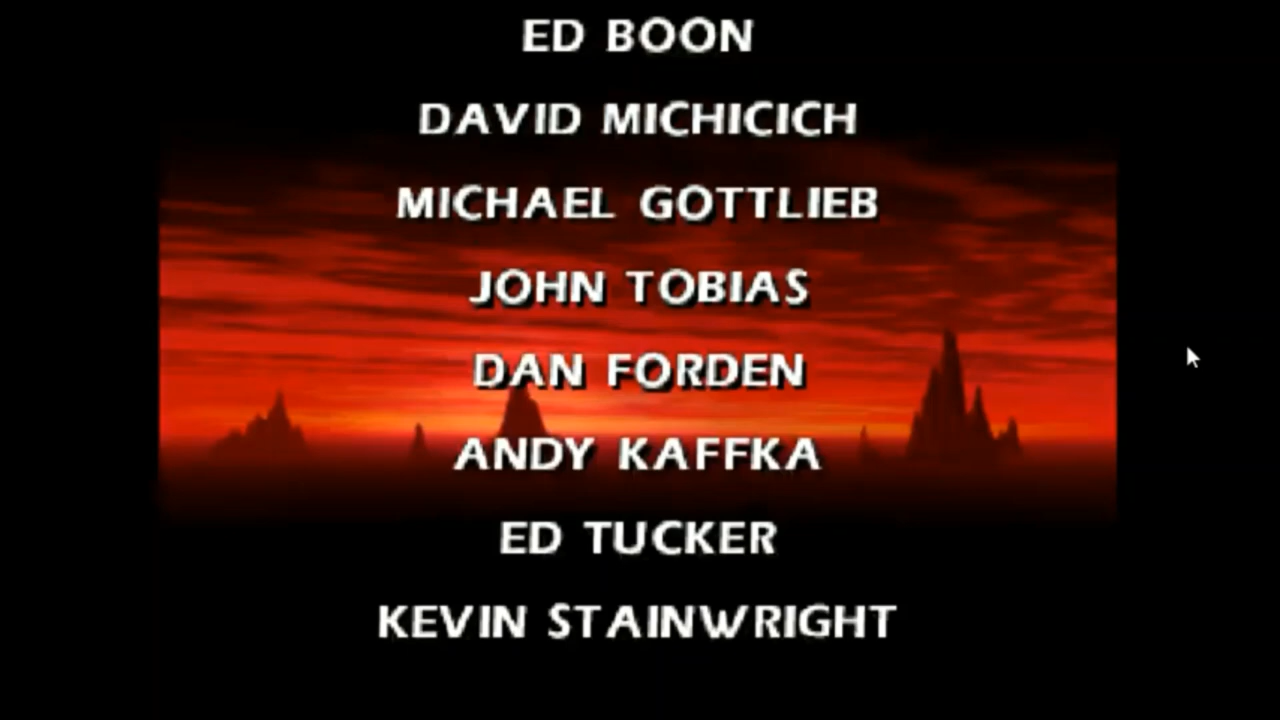 ED BOON
DAVID MICHICICH
MICHAEL GOTTLIEB
JOHN TOBIAS
DAN FORDEN
ANDY KAFFKA
ED TUCKER
KEVIN STAINWRIGHT